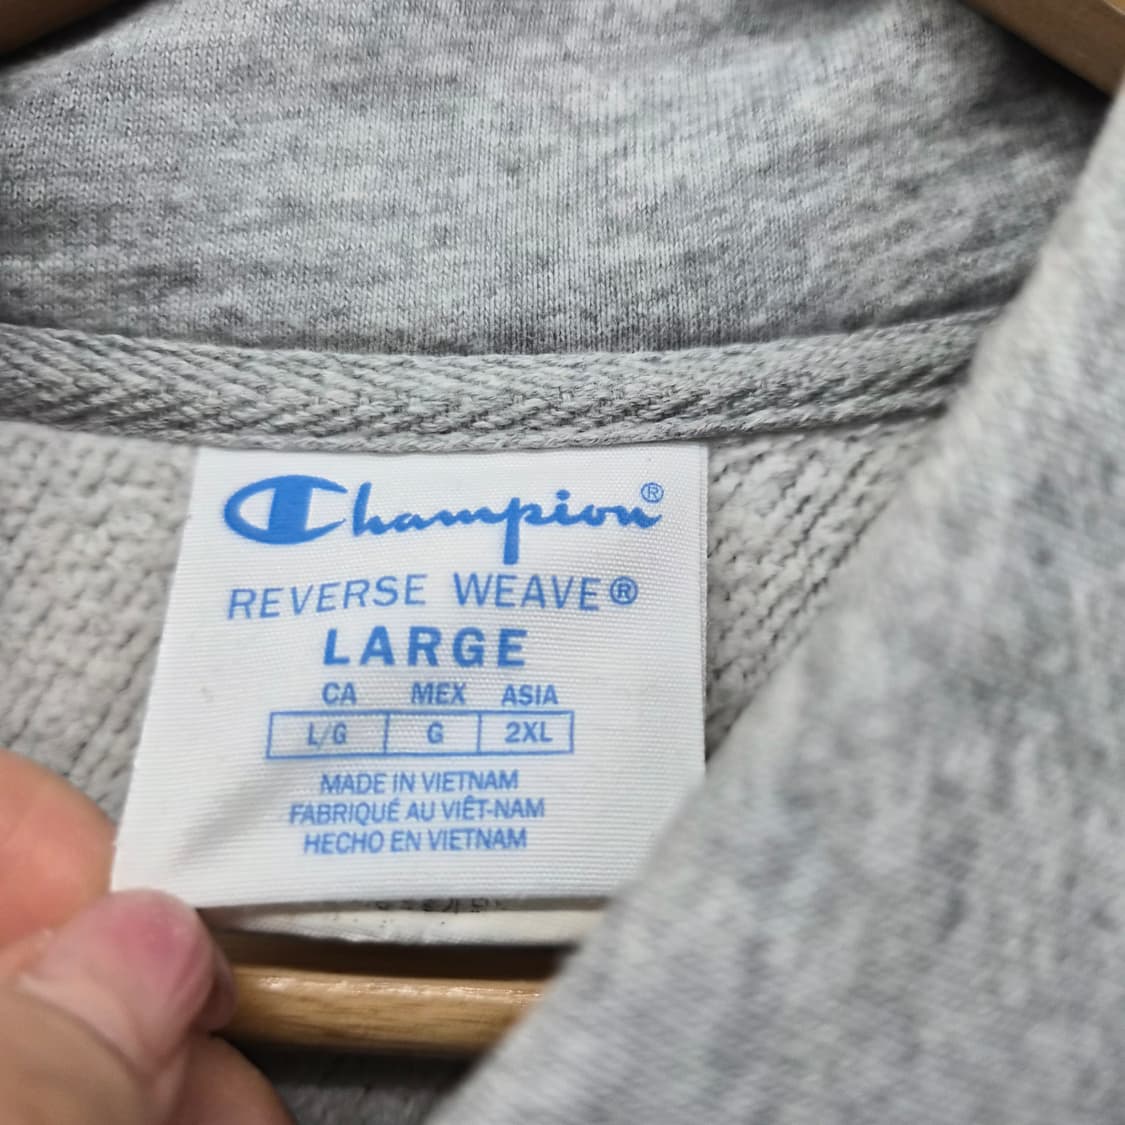 Champion®
REVERSE WEAVE®
LARGE
CA MEX ASIA
L/G G 2XL
MADE IN VIETNAM
FABRIQUÉ AU VIÊT-NAM
HECHO EN VIETNAM